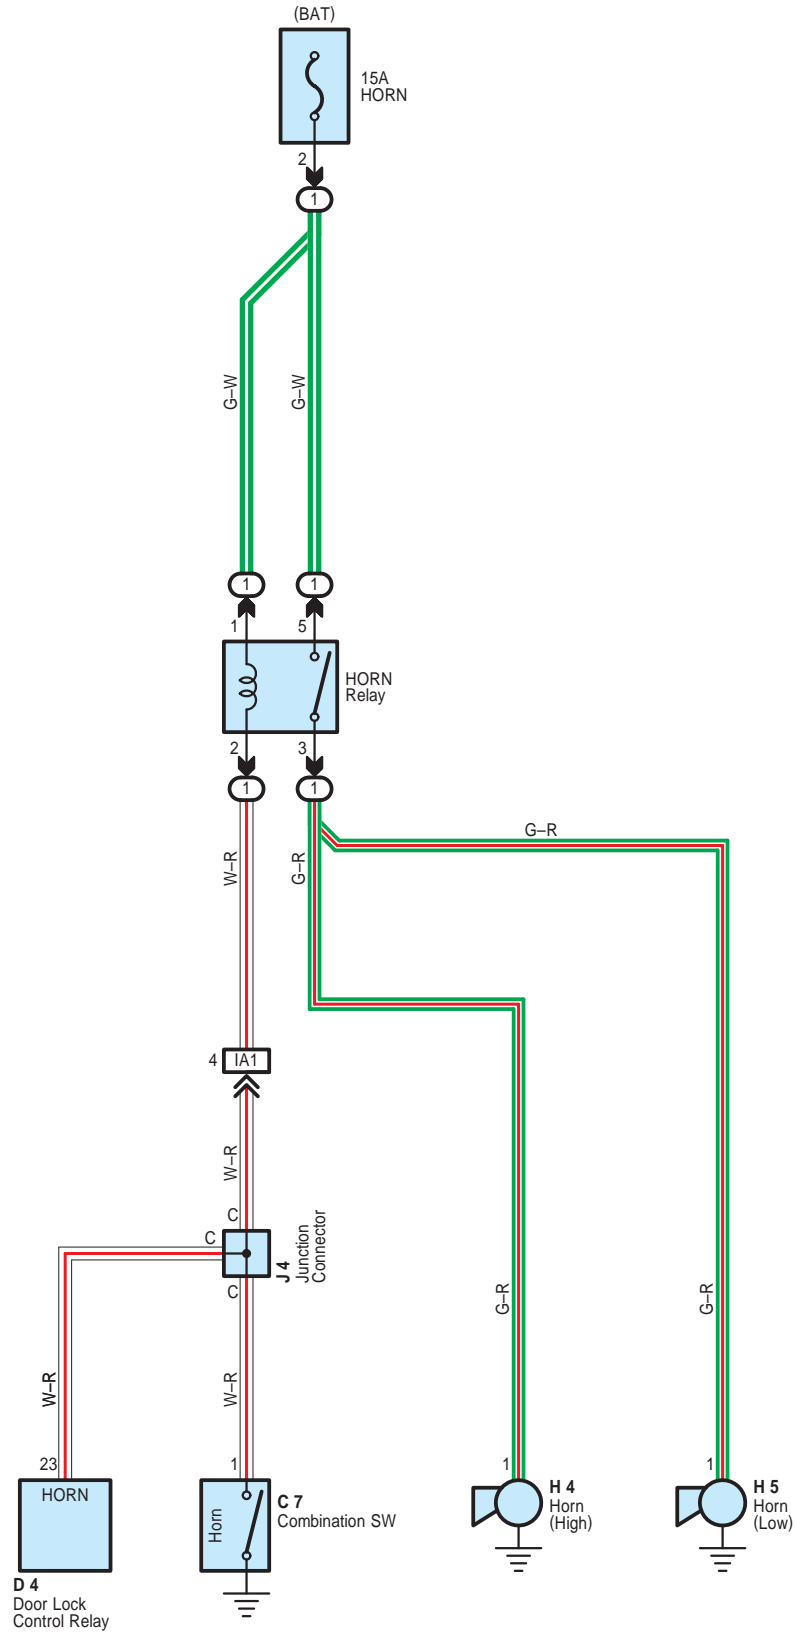 (BAT)
15A
HORN
2
1
G–W
G–W
1
1
1
5
HORN
Relay
2
3
1
1
W–R
G–R
G–R
4
IA1
W–R
C
C
J 4
Junction
Connector
C
W–R
W–R
G–R
G–R
23
1
1
1
HORN
Horn
C 7
Combination SW
H 4
Horn
(High)
H 5
Horn
(Low)
D 4
Door Lock
Control Relay